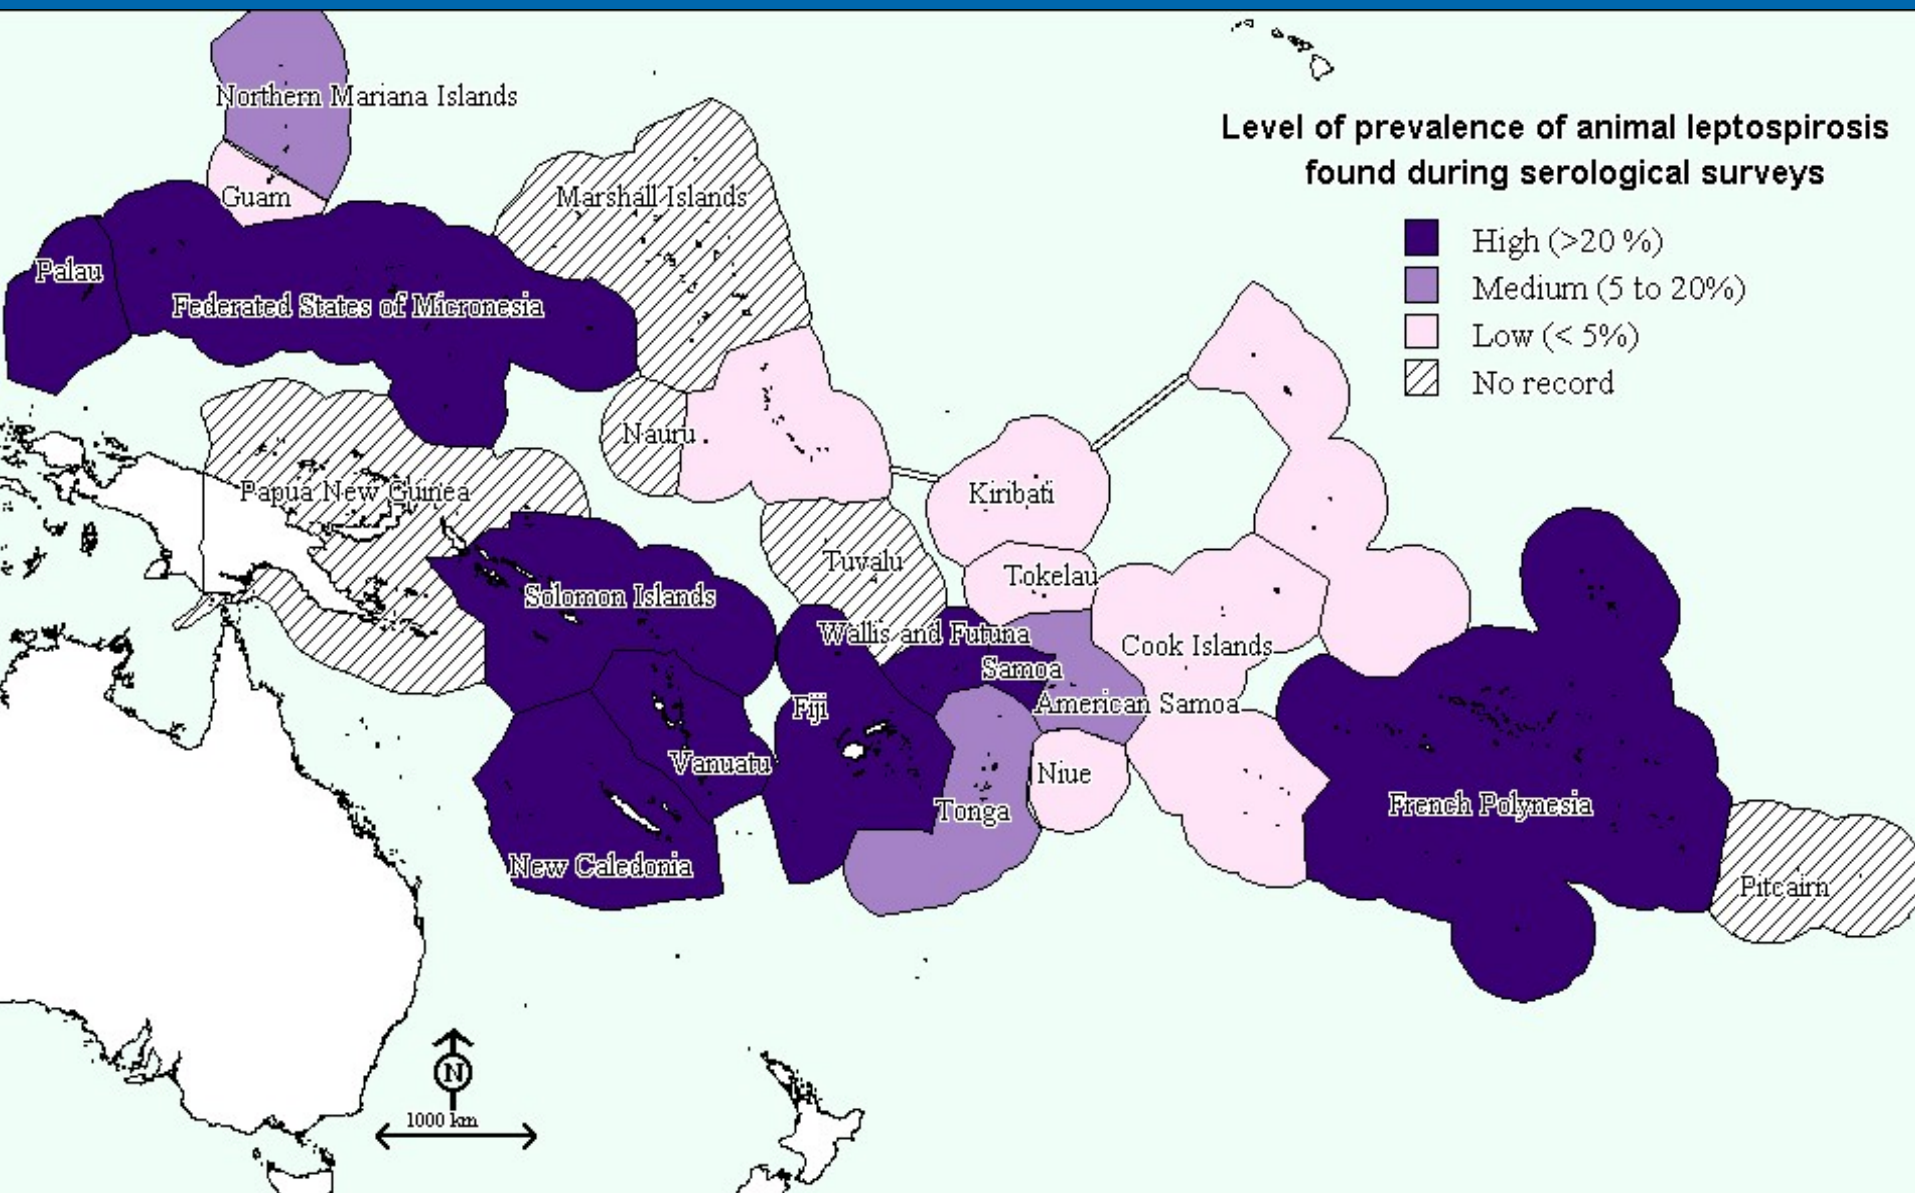 Northern Mariana Islands
Level of prevalence of animal leptospirosis
found during serological surveys
Guam
Marshall Islands
High (>20 %)
Palau
Medium (5 to 20%)
Federated States of Micronesia
Low (< 5%)
No record
Nauru
Papua New Guinea
Kiribati
Tuvalu
Tokelau
Solomon Islands
Wallis and Futuna
Cook Islands
Samoa
Fiji
American Samoa
Vanuatu
Niue
Tonga
French Polynesia
New Caledonia
Pitcairn
N
1000 km